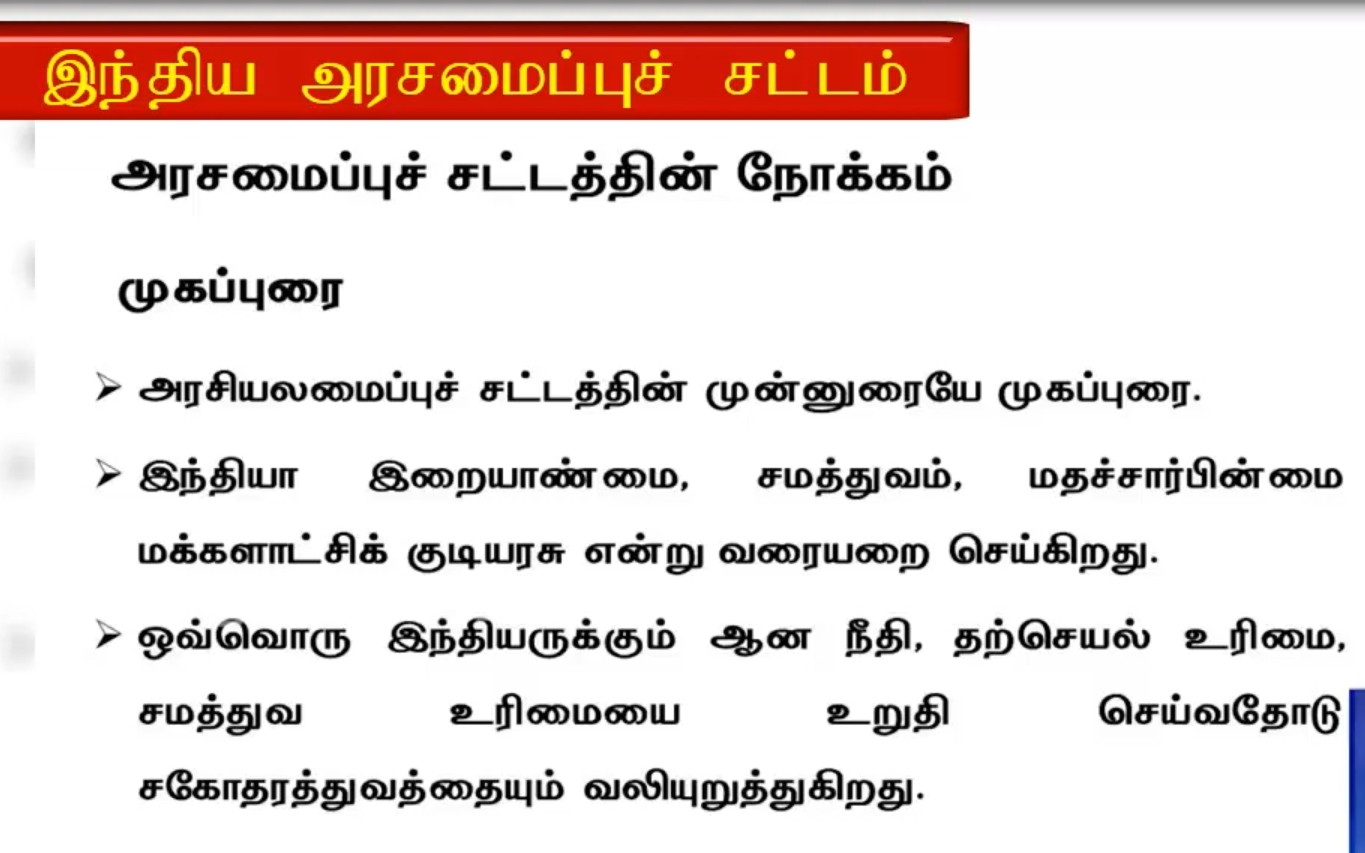 இந்திய அரசமைப்புச் சட்டம்
அரசமைப்புச் சட்டத்தின் நோக்கம்
முகப்புரை
➢ அரசியலமைப்புச் சட்டத்தின் முன்னுரையே முகப்புரை.
➢ இந்தியா இறையாண்மை, சமத்துவம், மதச்சார்பின்மை
மக்களாட்சிக் குடியரசு என்று வரையறை செய்கிறது.
➢ ஒவ்வொரு இந்தியருக்கும் ஆன நீதி, தற்செயல் உரிமை,
சமத்துவ உரிமையை உறுதி செய்வதோடு
சகோதரத்துவத்தையும் வலியுறுத்துகிறது.